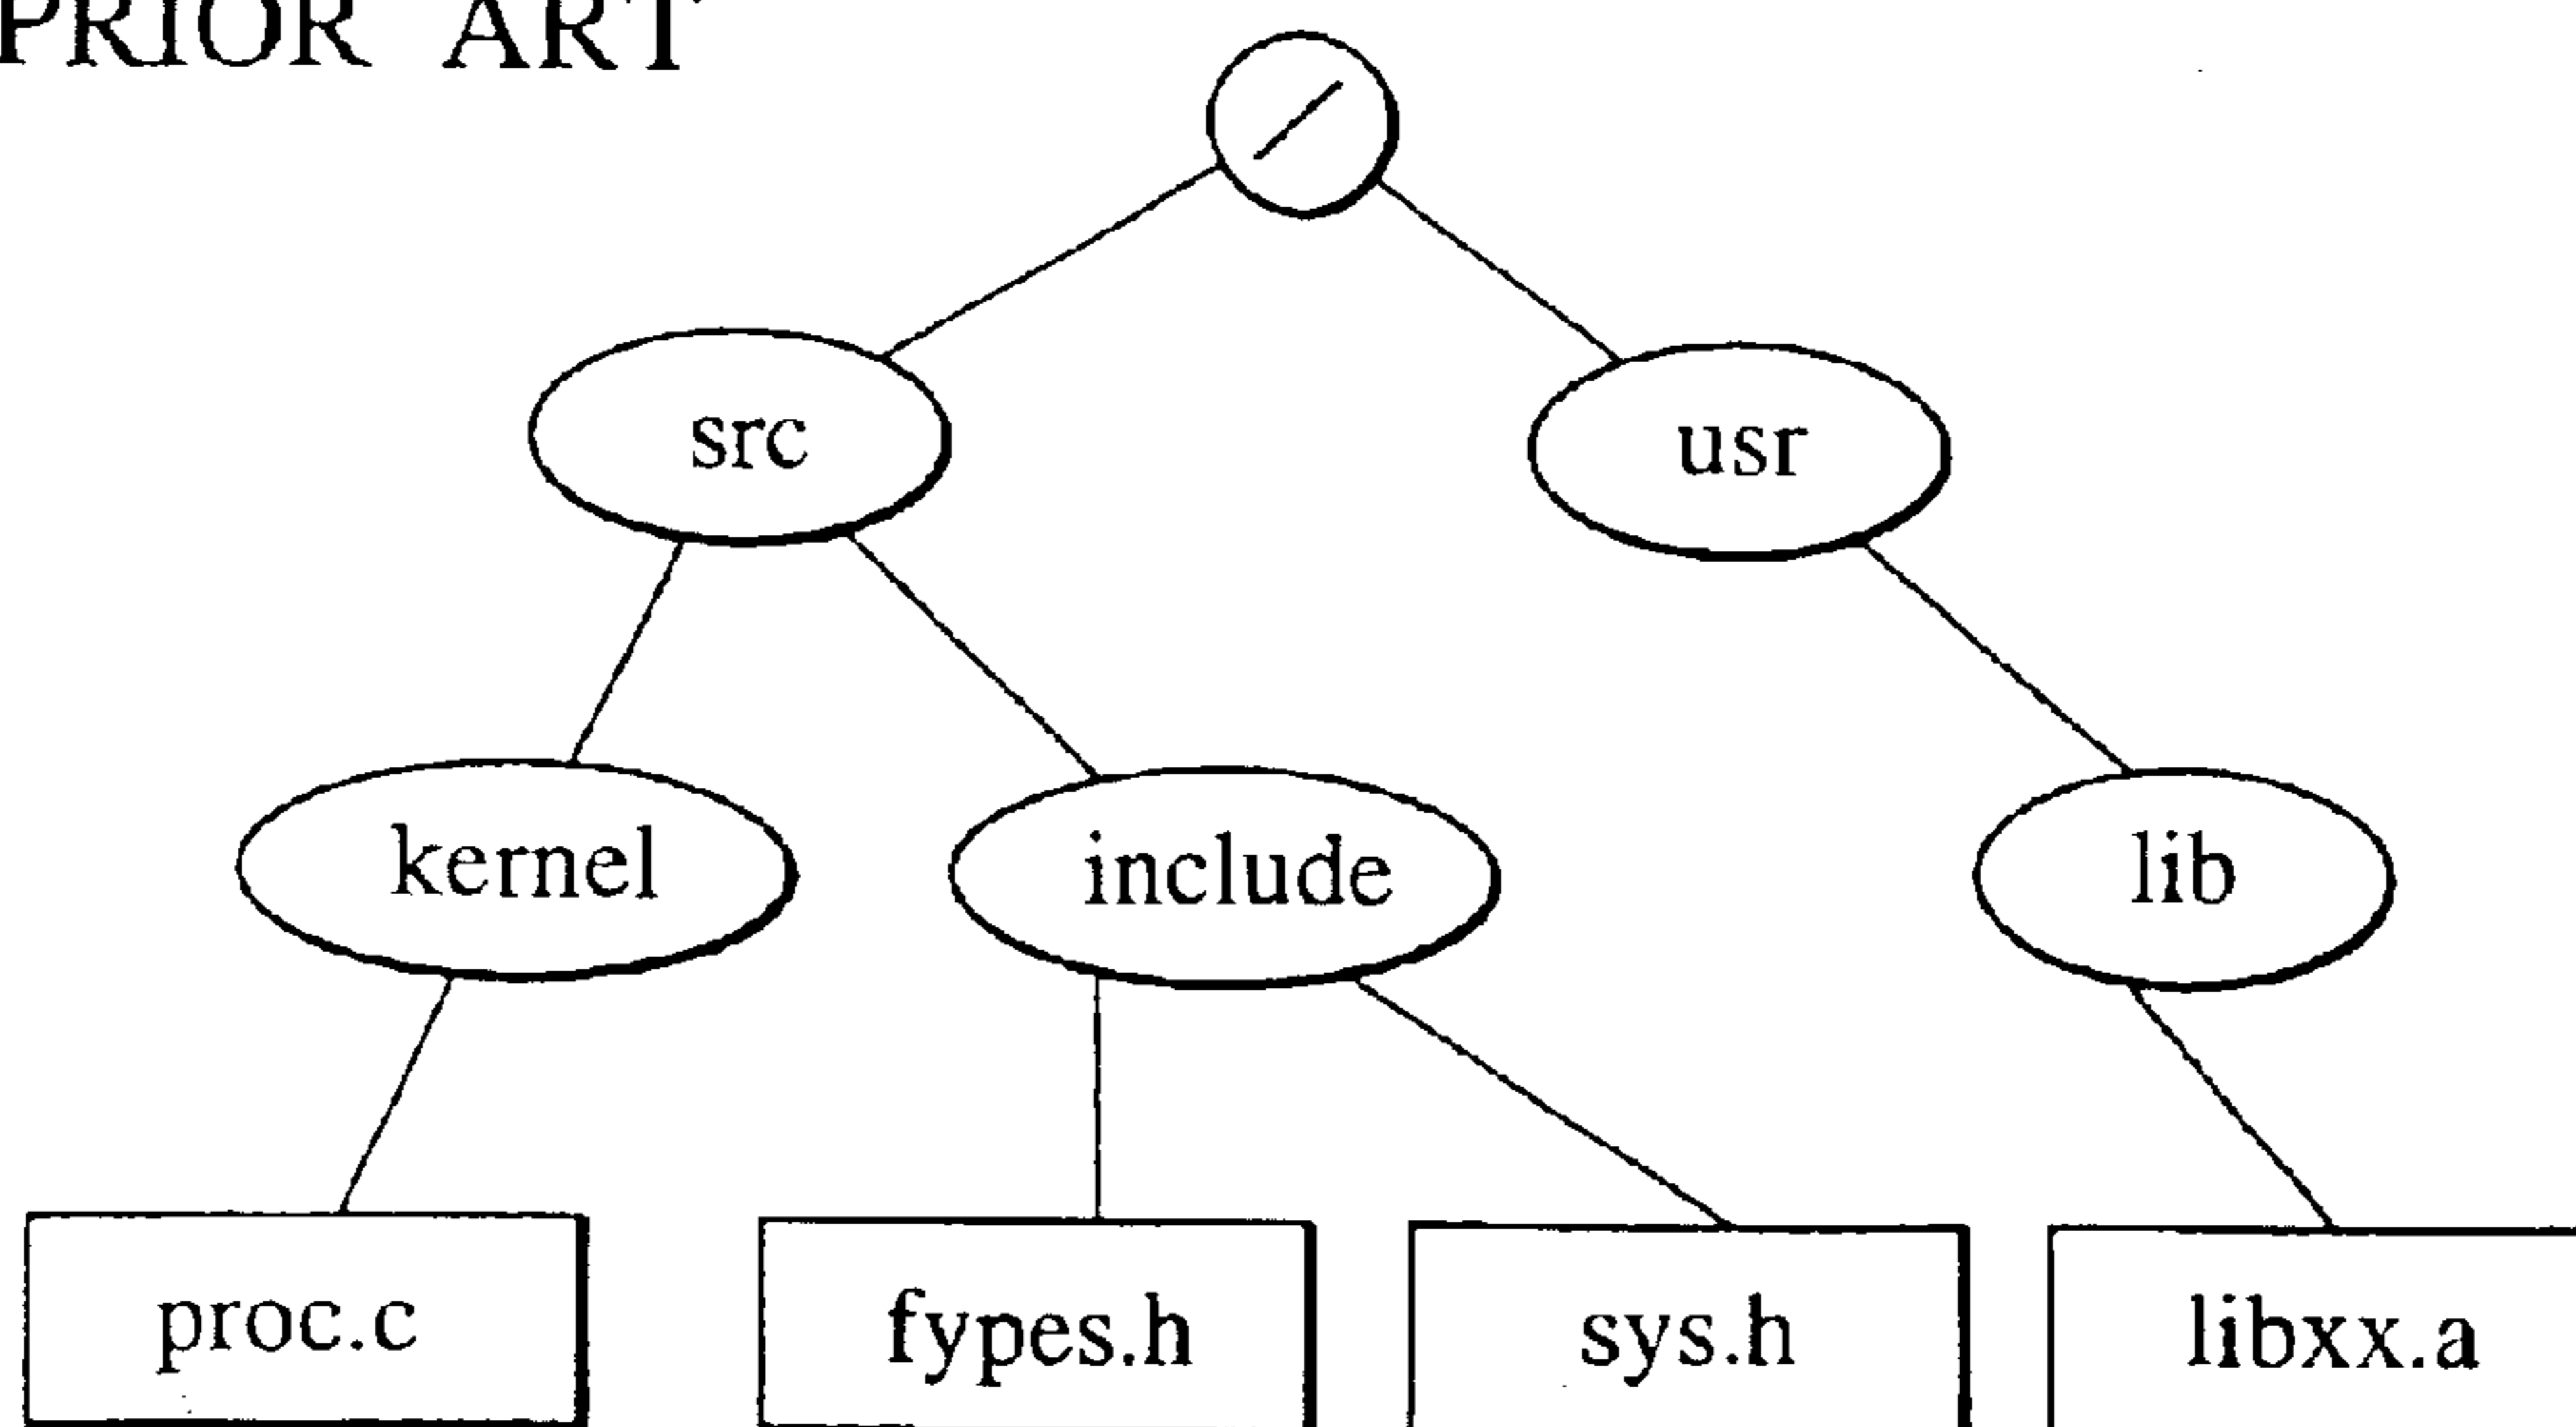 PRIOR ART
/
src usr
kernel include lib
proc.c fypes.h sys.h libxx.a